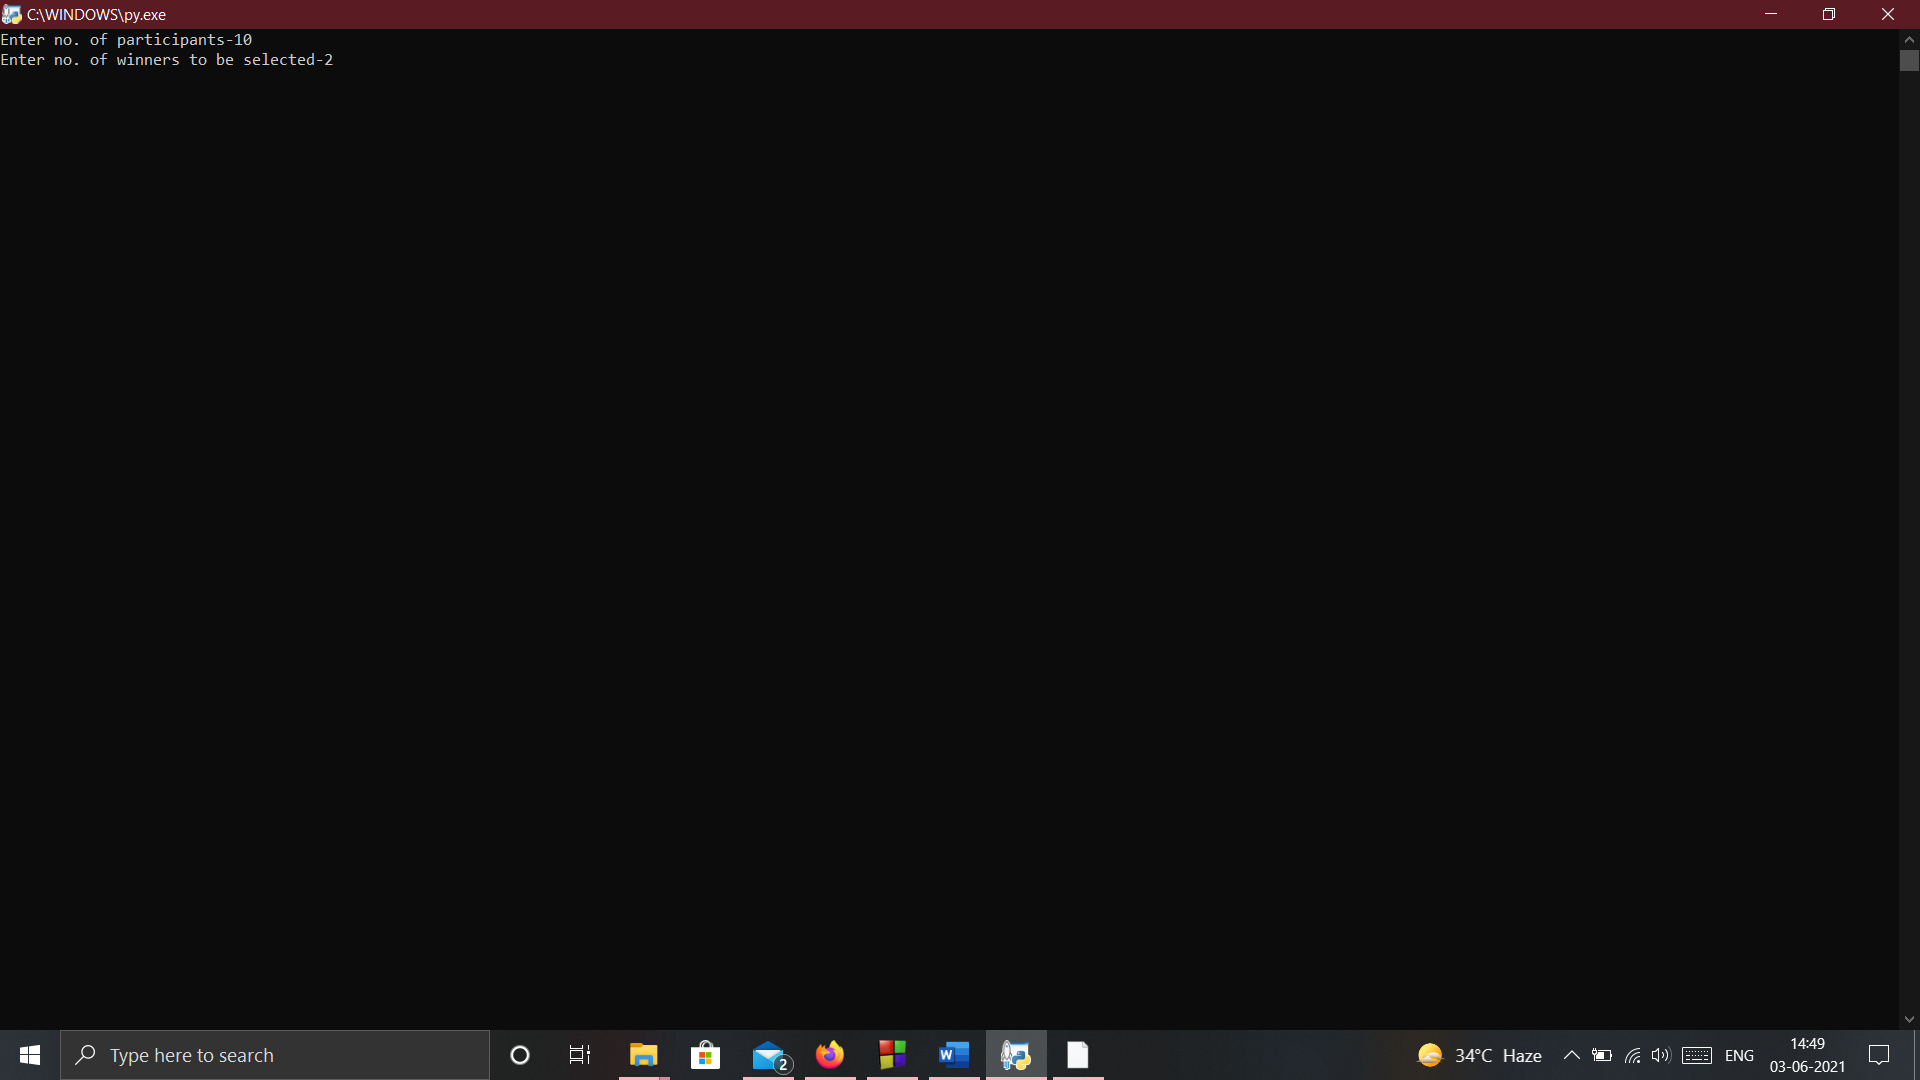 C:\WINDOWS\py.exe
Enter no. of participants-10
Enter no. of winners to be selected-2
Type here to search
2
W
34°C Haze
ENG
14:49
03-06-2021